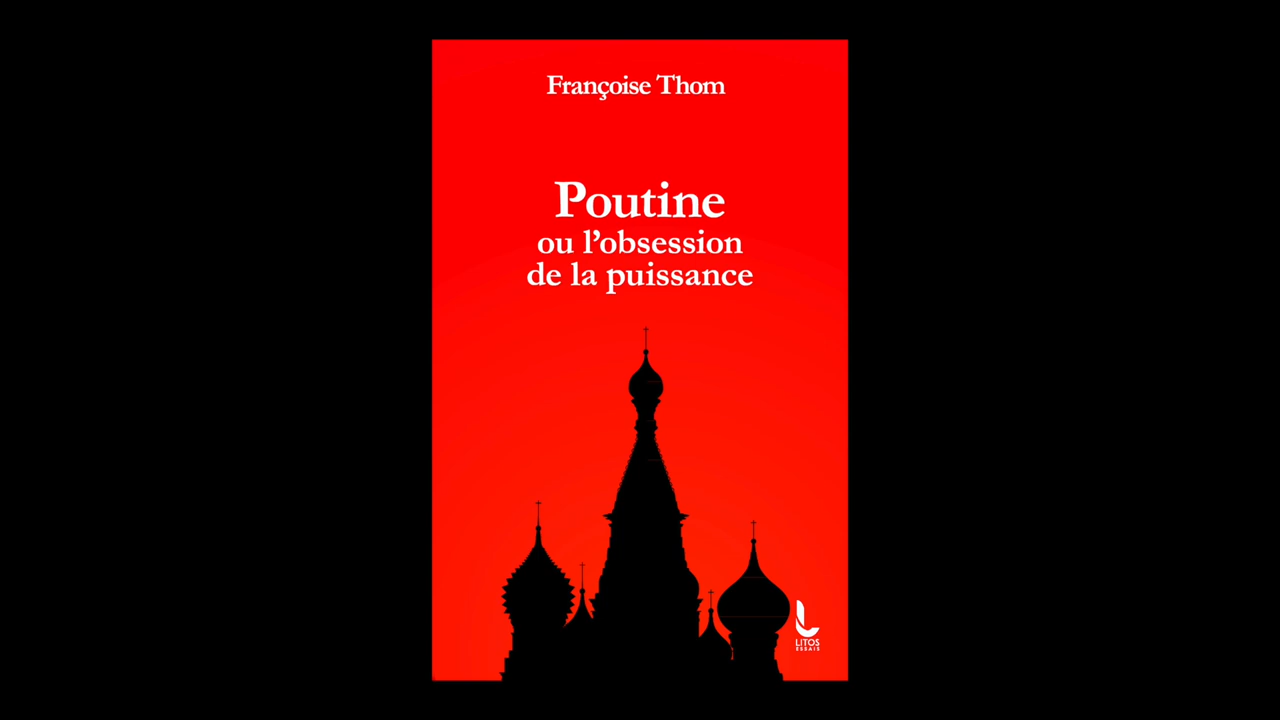 Françoise Thom
Poutine
ou l’obsession
de la puissance
LITOS
ESSAIS